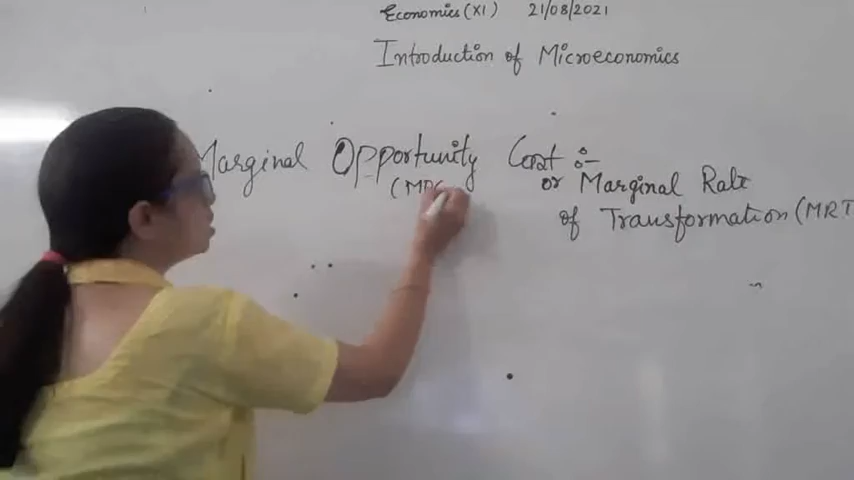 Economics (XI) 21/08/2021
Introduction of Microeconomics
Marginal Opportunity Cost :-
or Marginal Rate
of Transformation (MRT